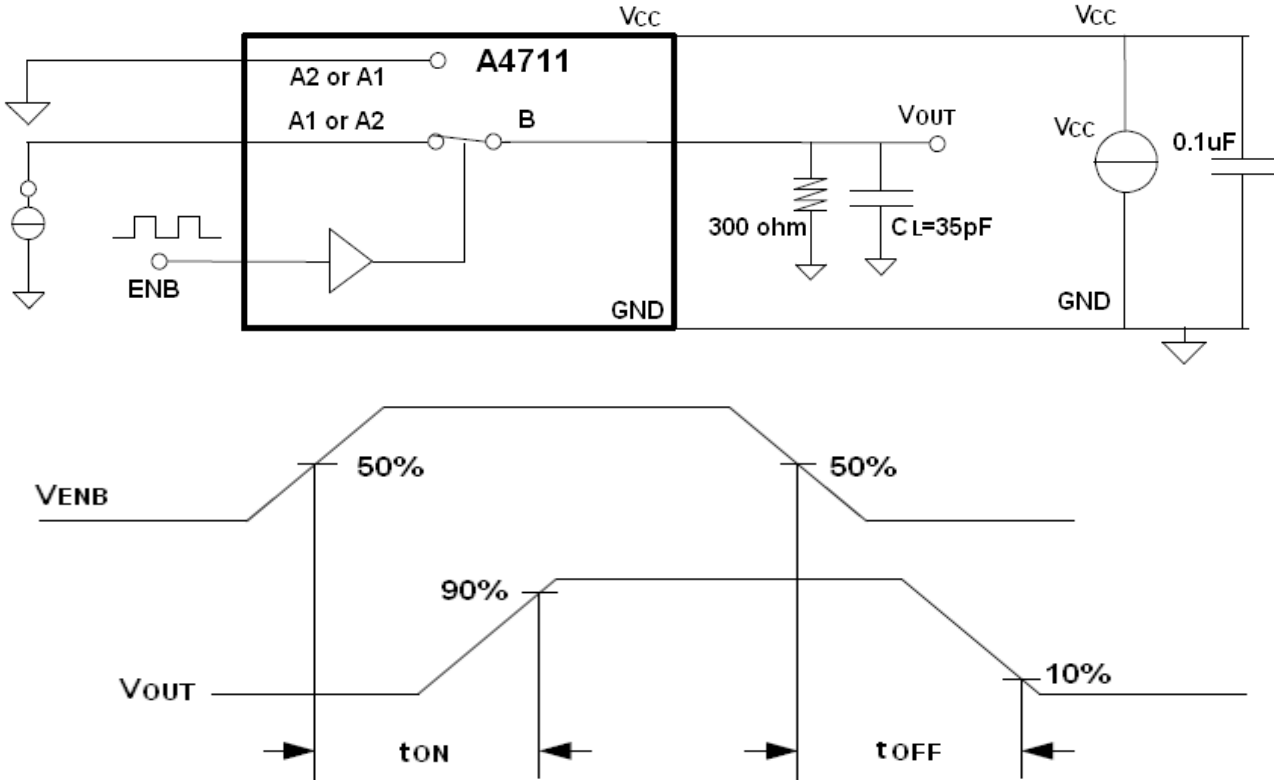 VCC
VCC
A4711
A2 or A1
A1 or A2
B
VOUT
VCC
0.1uF
300 ohm
CL=35pF
ENB
GND
GND
50%
50%
VENB
90%
VOUT
10%
tON
tOFF